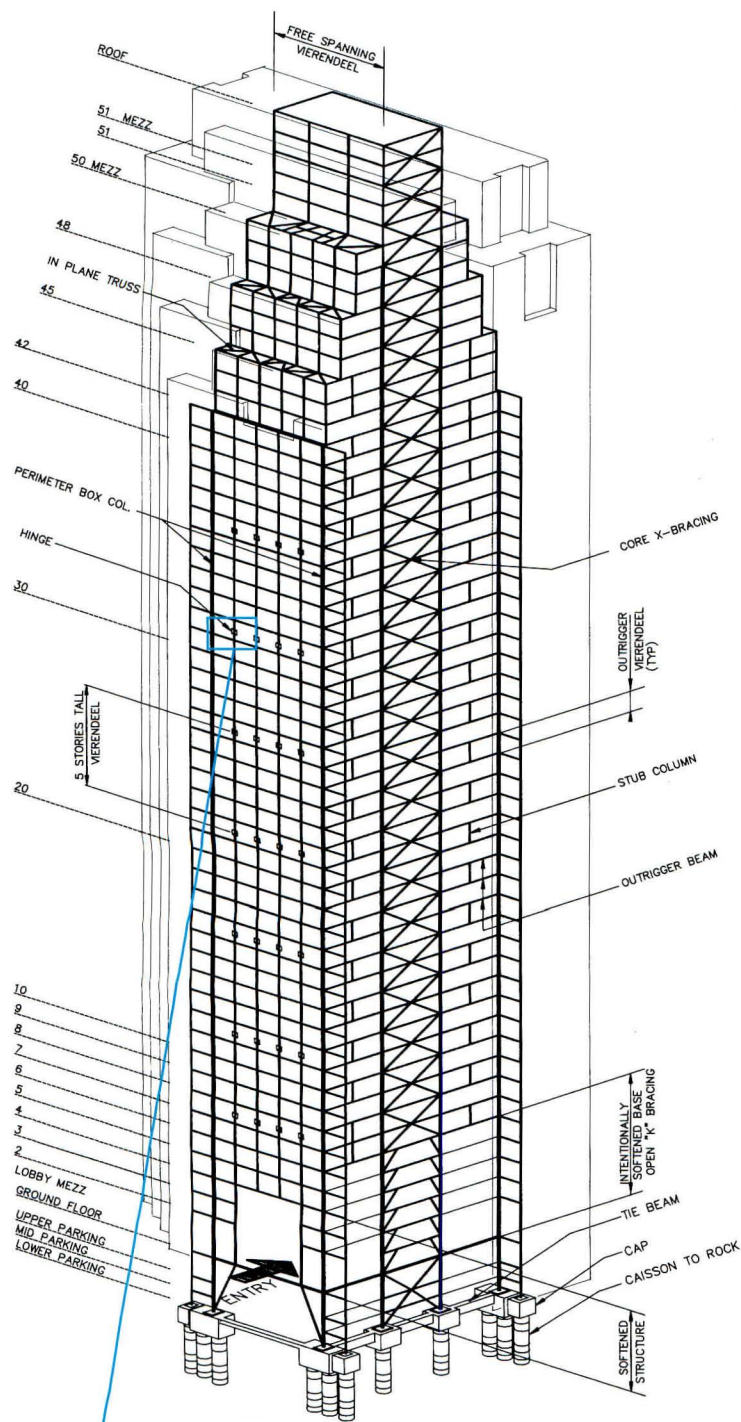 FREE SPANNING
VIERENDEEL
ROOF
51 MEZZ
51
50 MEZZ
48
IN PLANE TRUSS
45
42
40
PERIMETER BOX COL.
HINGE
30
5 STORIES TALL
VIERENDEEL
20
CORE X-BRACING
OUTRIGGER
VIERENDEEL
(TYP)
STUB COLUMN
OUTRIGGER BEAM
10
9
8
7
6
5
4
3
2
LOBBY MEZZ
GROUND FLOOR
UPPER PARKING
MID PARKING
LOWER PARKING
INTENTIONALLY
SOFTENED BASE
OPEN "K" BRACING
TIE BEAM
CAP
CAISSON TO ROCK
ENTRY
SOFTENED
STRUCTURE